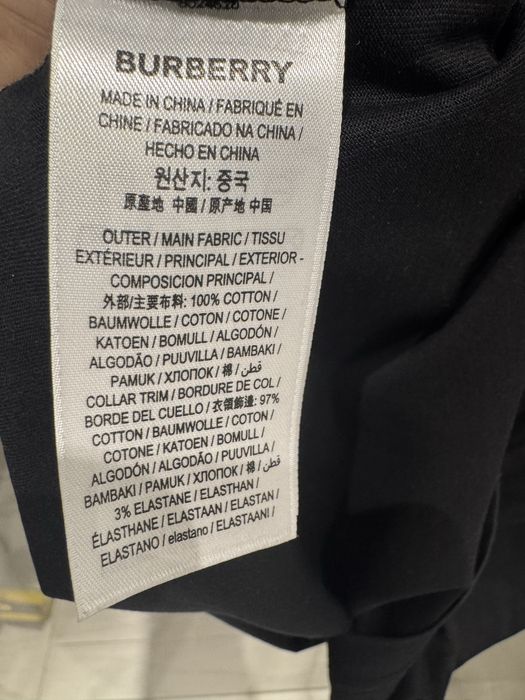 BURBERRY
MADE IN CHINA / FABRIQUÉ EN
CHINE / FABRICADO NA CHINA /
HECHO EN CHINA
원산지: 중국
原產地 中國 / 原产地 中国
OUTER / MAIN FABRIC / TISSU
EXTÉRIEUR / PRINCIPAL / EXTERIOR -
COMPOSICION PRINCIPAL /
外部/主要布料: 100% COTTON /
BAUMWOLLE / COTON / COTONE /
KATOEN / BOMULL / ALGODÓN /
ALGODÃO / PUUVILLA / BAMBAKI /
PAMUK / ХЛОПОК / 棉 / قطن /
COLLAR TRIM / BORDURE DE COL /
BORDE DEL CUELLO / 衣領飾邊: 97%
COTTON / BAUMWOLLE / COTON /
COTONE / KATOEN / BOMULL /
ALGODÓN / ALGODÃO / PUUVILLA /
BAMBAKI / PAMUK / ХЛОПОК / 棉 / قطن /
3% ELASTANE / ELASTHAN /
ÉLASTHANE / ELASTAAN / ELASTAN /
ELASTANO / elastano / ELASTAANI /